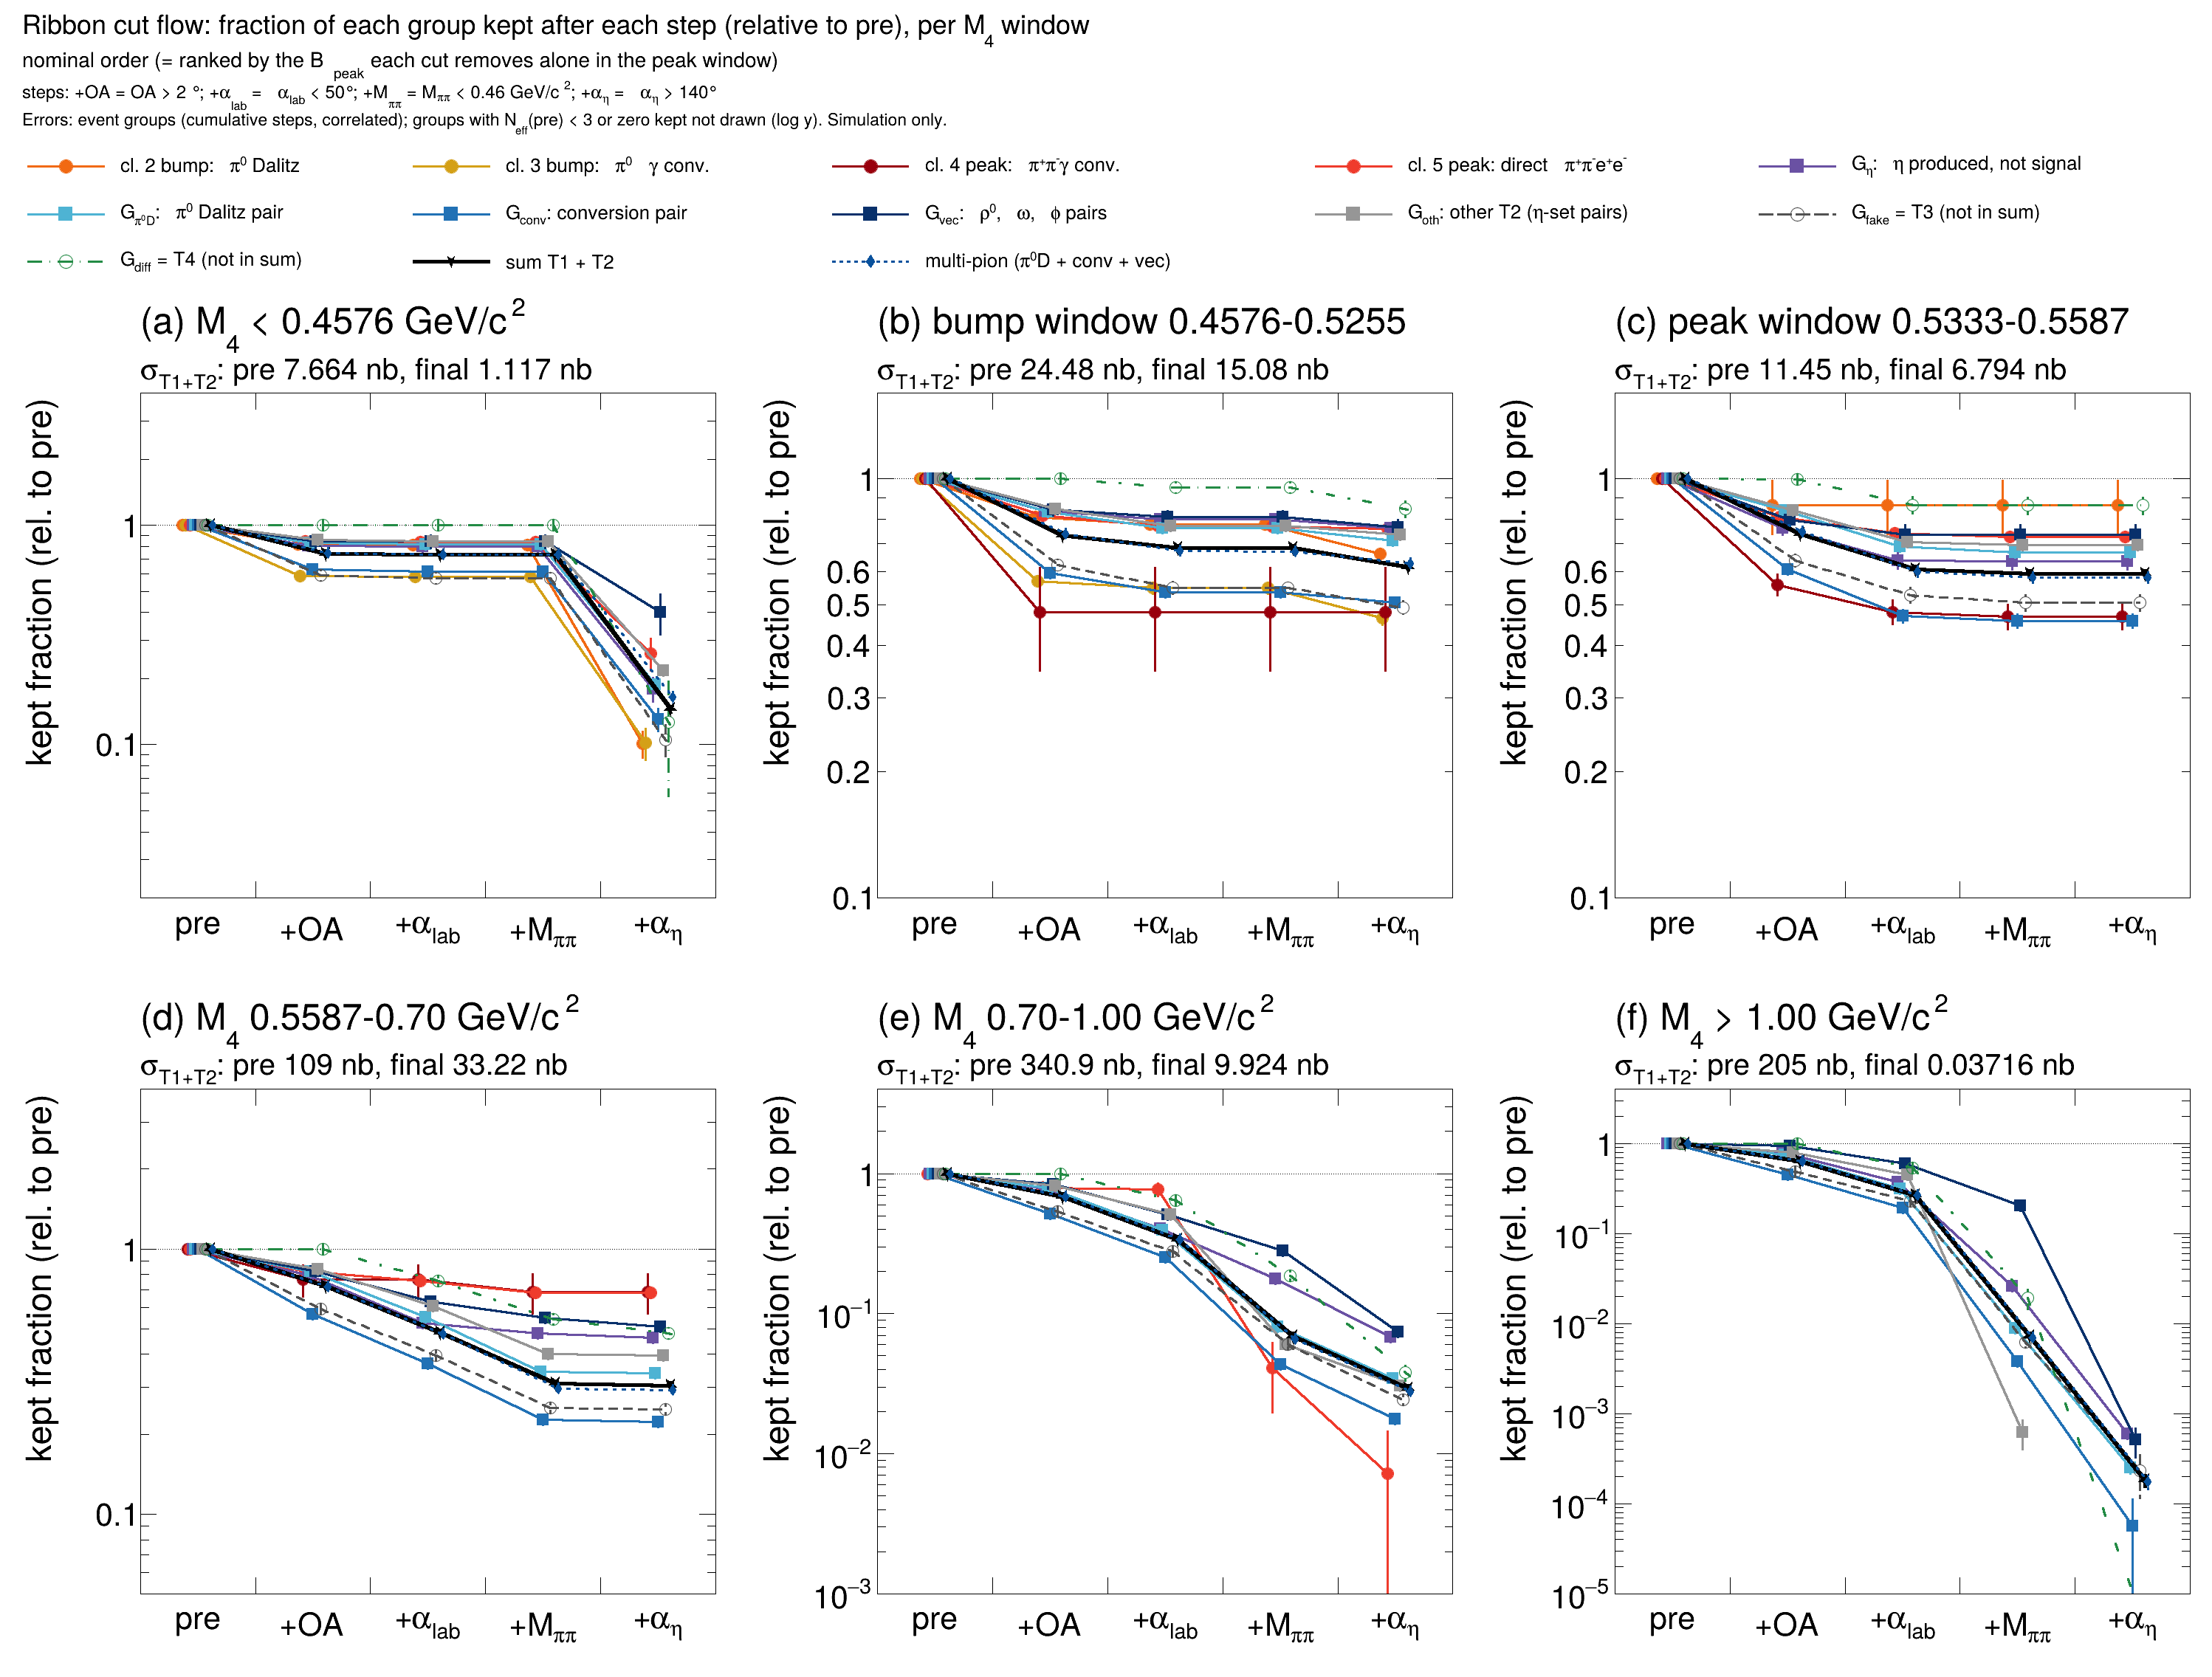 Ribbon cut flow: fraction of each group kept after each step (relative to pre), per M4 window
nominal order (= ranked by the B peak each cut removes alone in the peak window)
steps: +OA = OA > 2 °; +αlab = αlab < 50°; +Mππ = Mππ < 0.46 GeV/c 2; +αη = αη > 140°
Errors: event groups (cumulative steps, correlated); groups with Neff(pre) < 3 or zero kept not drawn (log y). Simulation only.
cl. 2 bump: π0 Dalitz
cl. 3 bump: π0 γ conv.
cl. 4 peak: π+π-γ conv.
cl. 5 peak: direct π+π-e+e-
Gη: η produced, not signal
Gπ0D: π0 Dalitz pair
Gconv: conversion pair
Gvec: ρ0, ω, φ pairs
Goth: other T2 (η-set pairs)
Gfake = T3 (not in sum)
Gdiff = T4 (not in sum)
sum T1 + T2
multi-pion (π0D + conv + vec)
(a) M4 < 0.4576 GeV/c2
σT1+T2: pre 7.664 nb, final 1.117 nb
kept fraction (rel. to pre)
1
0.1
pre +OA +αlab +Mππ +αη
(b) bump window 0.4576-0.5255
σT1+T2: pre 24.48 nb, final 15.08 nb
kept fraction (rel. to pre)
1
0.6
0.5
0.4
0.3
0.2
0.1
pre +OA +αlab +Mππ +αη
(c) peak window 0.5333-0.5587
σT1+T2: pre 11.45 nb, final 6.794 nb
kept fraction (rel. to pre)
1
0.6
0.5
0.4
0.3
0.2
0.1
pre +OA +αlab +Mππ +αη
(d) M4 0.5587-0.70 GeV/c2
σT1+T2: pre 109 nb, final 33.22 nb
kept fraction (rel. to pre)
1
0.1
pre +OA +αlab +Mππ +αη
(e) M4 0.70-1.00 GeV/c2
σT1+T2: pre 340.9 nb, final 9.924 nb
kept fraction (rel. to pre)
1
10−1
10−2
10−3
pre +OA +αlab +Mππ +αη
(f) M4 > 1.00 GeV/c2
σT1+T2: pre 205 nb, final 0.03716 nb
kept fraction (rel. to pre)
1
10−1
10−2
10−3
10−4
10−5
pre +OA +αlab +Mππ +αη